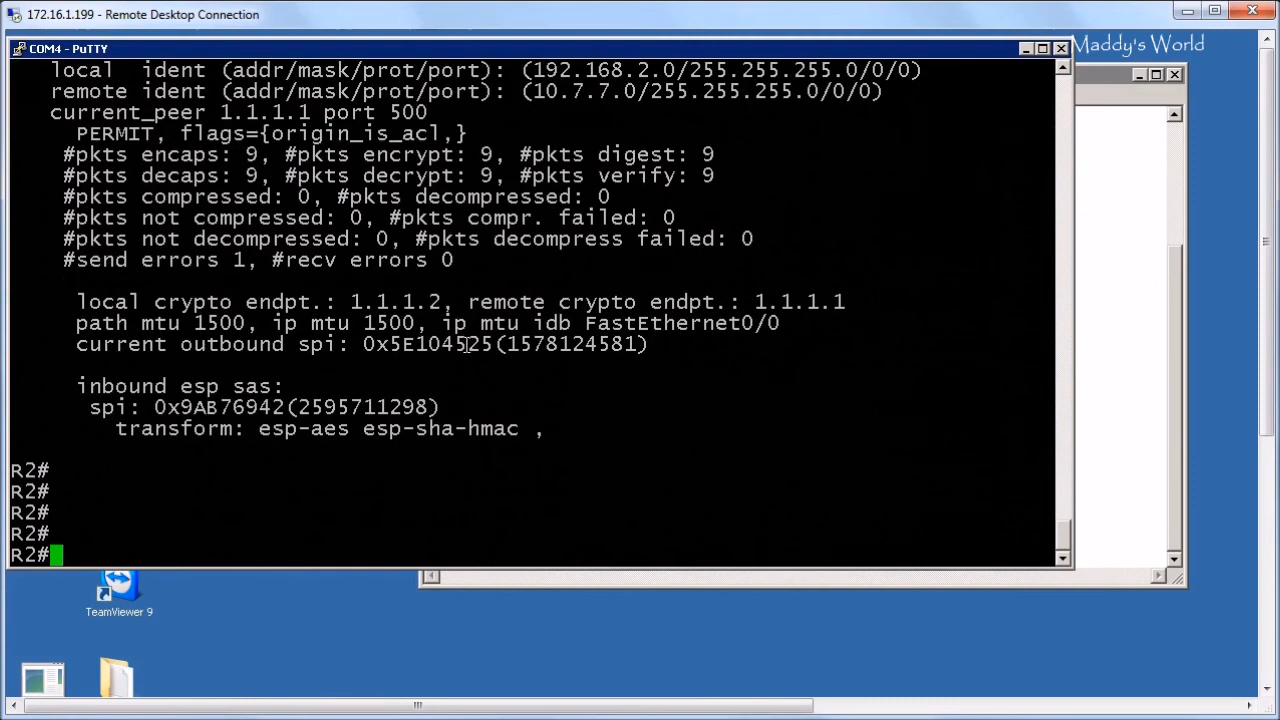 172.16.1.199 - Remote Desktop Connection
Maddy's World
COM4 - PuTTY
local  ident (addr/mask/prot/port): (192.168.2.0/255.255.255.0/0/0)
remote ident (addr/mask/prot/port): (10.7.7.0/255.255.255.0/0/0)
current_peer 1.1.1.1 port 500
PERMIT, flags={origin_is_acl,}
#pkts encaps: 9, #pkts encrypt: 9, #pkts digest: 9
#pkts decaps: 9, #pkts decrypt: 9, #pkts verify: 9
#pkts compressed: 0, #pkts decompressed: 0
#pkts not compressed: 0, #pkts compr. failed: 0
#pkts not decompressed: 0, #pkts decompress failed: 0
#send errors 1, #recv errors 0
local crypto endpt.: 1.1.1.2, remote crypto endpt.: 1.1.1.1
path mtu 1500, ip mtu 1500, ip mtu idb FastEthernet0/0
current outbound spi: 0x5E104525(1578124581)
inbound esp sas:
spi: 0x9AB76942(2595711298)
transform: esp-aes esp-sha-hmac ,
R2#
R2#
R2#
R2#
R2#
TeamViewer 9